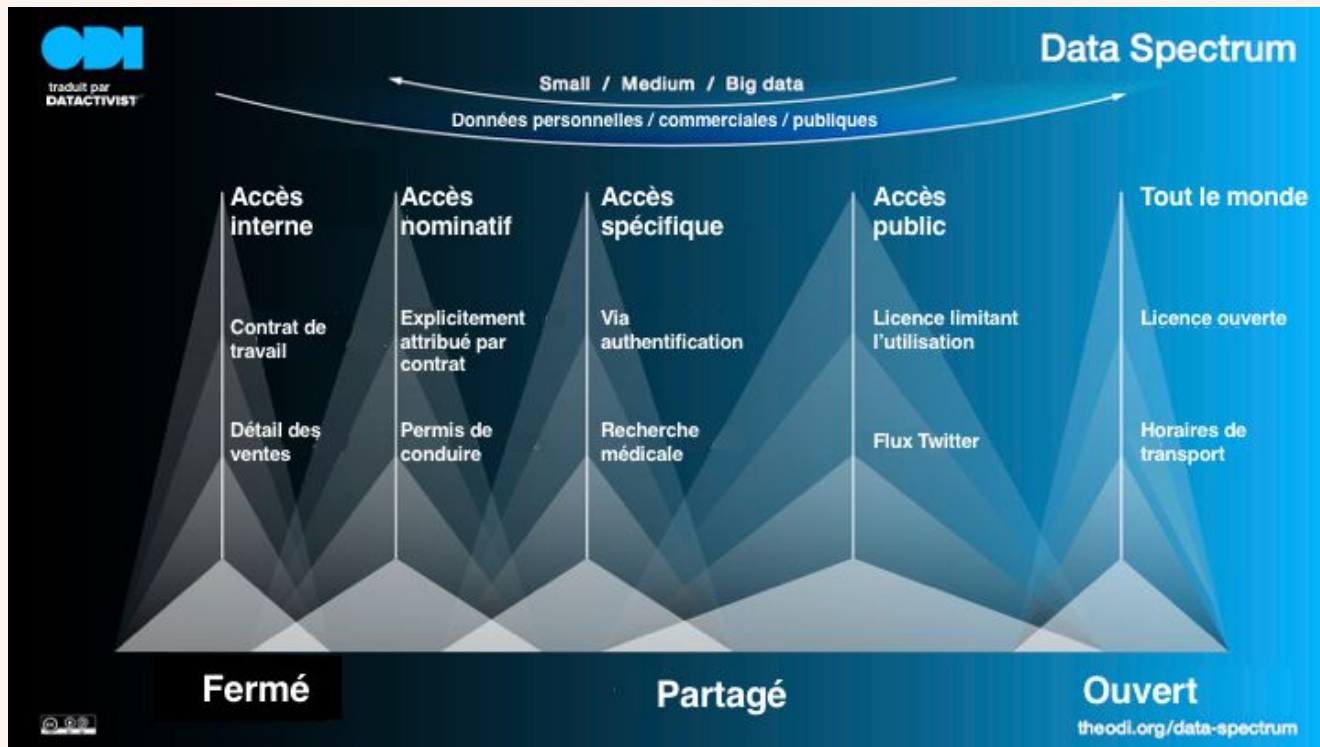 ODI
traduit par
DATACTIVIST
Data Spectrum
Small / Medium / Big data
Données personnelles / commerciales / publiques
Accès
interne
Accès
nominatif
Accès
spécifique
Accès
public
Tout le monde
Contrat de
travail
Explicitement
attribué par
contrat
Via
authentification
Licence limitant
l'utilisation
Licence ouverte
Détail des
ventes
Permis de
conduire
Recherche
médicale
Flux Twitter
Horaires de
transport
Fermé
Partagé
Ouvert
theodi.org/data-spectrum